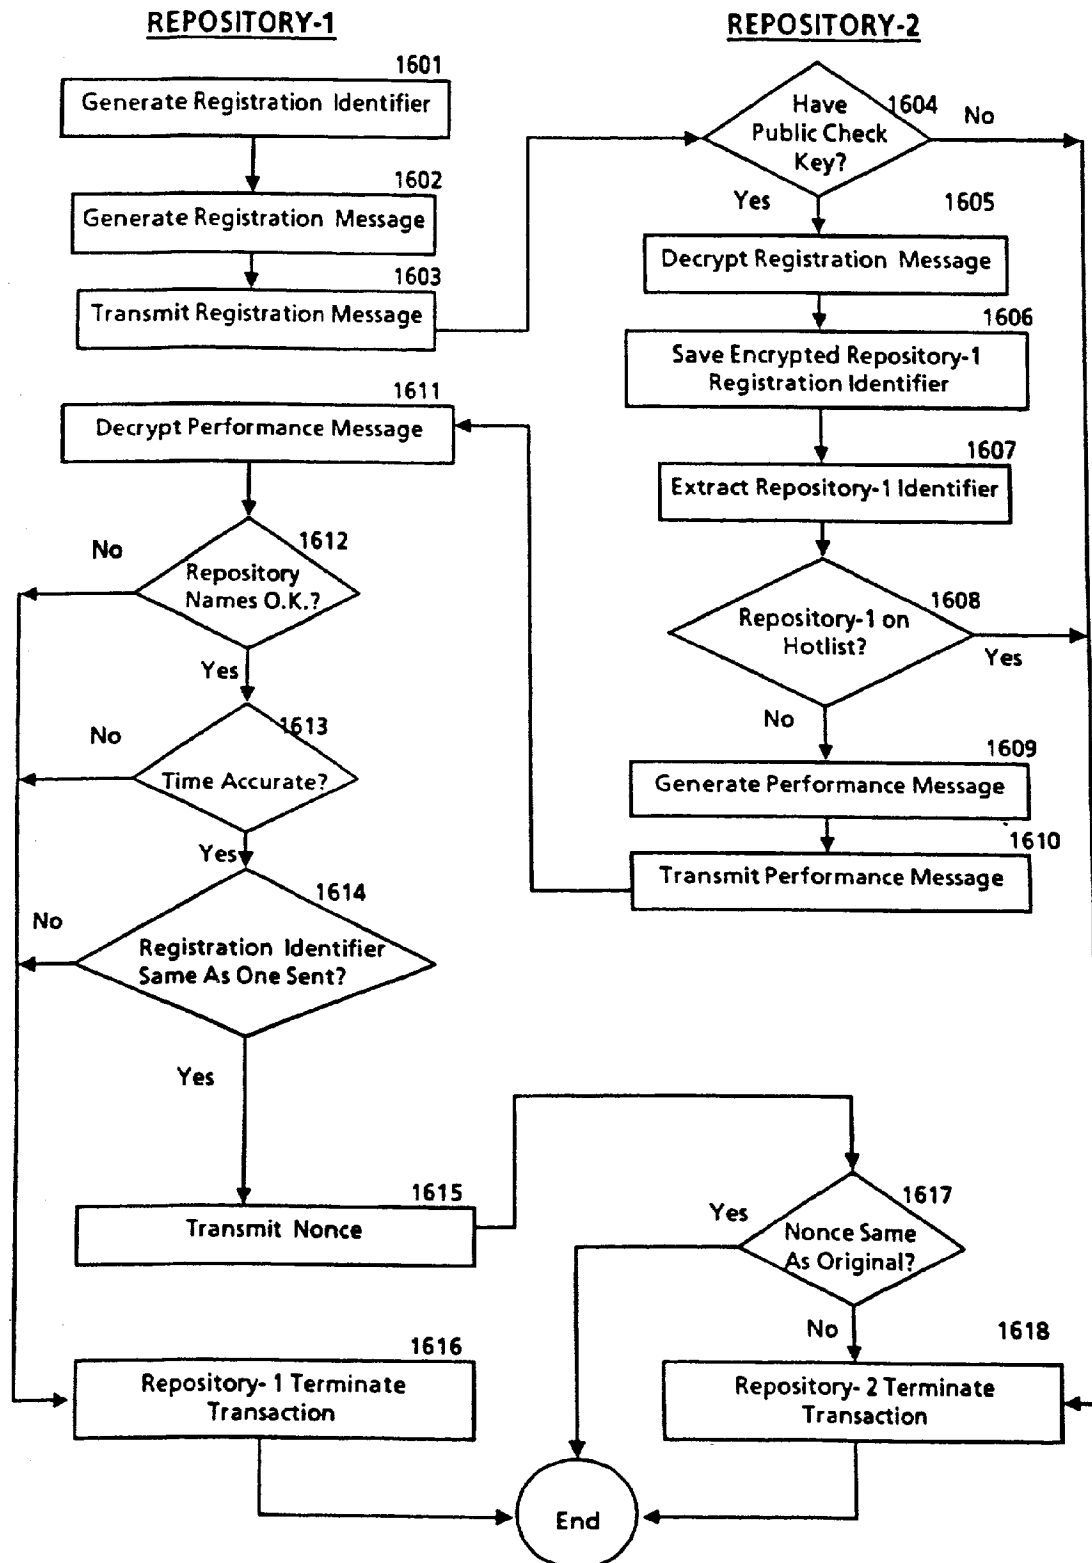 REPOSITORY-1
1601
Generate Registration Identifier
1602
Generate Registration Message
1603
Transmit Registration Message
1611
Decrypt Performance Message
No
1612
Repository
Names O.K.?
Yes
No
1613
Time Accurate?
Yes
1614
No
Registration Identifier
Same As One Sent?
Yes
1615
Transmit Nonce
1616
Repository- 1 Terminate
Transaction
REPOSITORY-2
1604
Have
Public Check
Key?
No
Yes
1605
Decrypt Registration Message
1606
Save Encrypted Repository-1
Registration Identifier
1607
Extract Repository-1 Identifier
1608
Repository-1 on
Hotlist?
Yes
No
1609
Generate Performance Message
1610
Transmit Performance Message
1617
Yes
Nonce Same
As Original?
No
1618
Repository- 2 Terminate
Transaction
End